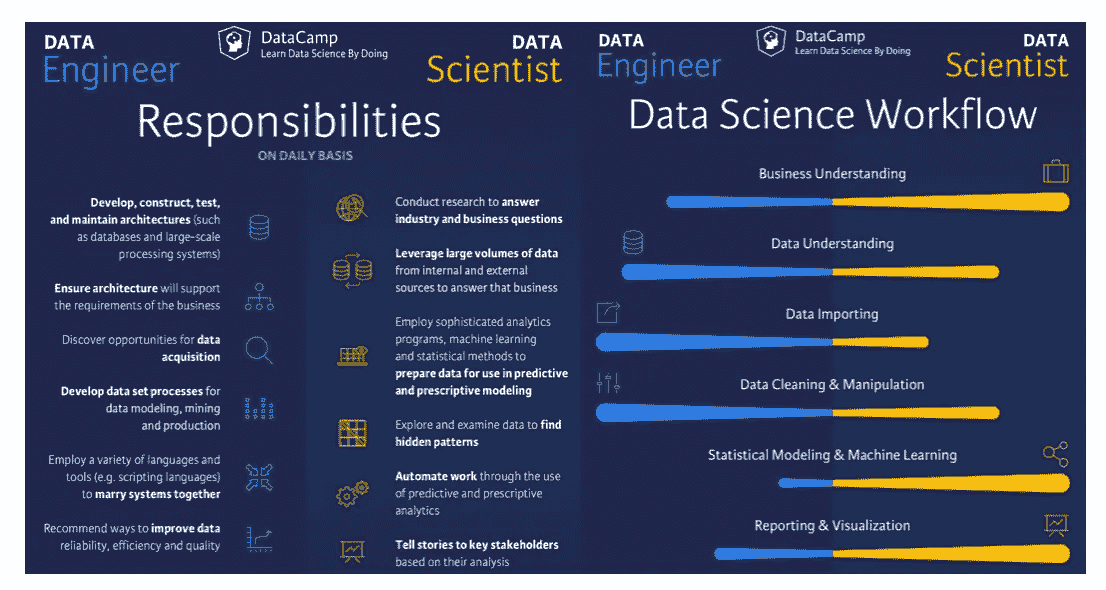 DATA
Engineer
DataCamp
Learn Data Science By Doing
DATA
Scientist
Responsibilities
ON DAILY BASIS
Develop, construct, test,
and maintain architectures (such
as databases and large-scale
processing systems)
Ensure architecture will support
the requirements of the business
Discover opportunities for data
acquisition
Develop data set processes for
data modeling, mining
and production
Employ a variety of languages and
tools (e.g. scripting languages)
to marry systems together
Recommend ways to improve data
reliability, efficiency and quality
Conduct research to answer
industry and business questions
Leverage large volumes of data
from internal and external
sources to answer that business
Employ sophisticated analytics
programs, machine learning
and statistical methods to
prepare data for use in predictive
and prescriptive modeling
Explore and examine data to find
hidden patterns
Automate work through the use
of predictive and prescriptive
analytics
Tell stories to key stakeholders
based on their analysis
DATA
Engineer
DataCamp
Learn Data Science By Doing
DATA
Scientist
Data Science Workflow
Business Understanding
Data Understanding
Data Importing
Data Cleaning & Manipulation
Statistical Modeling & Machine Learning
Reporting & Visualization